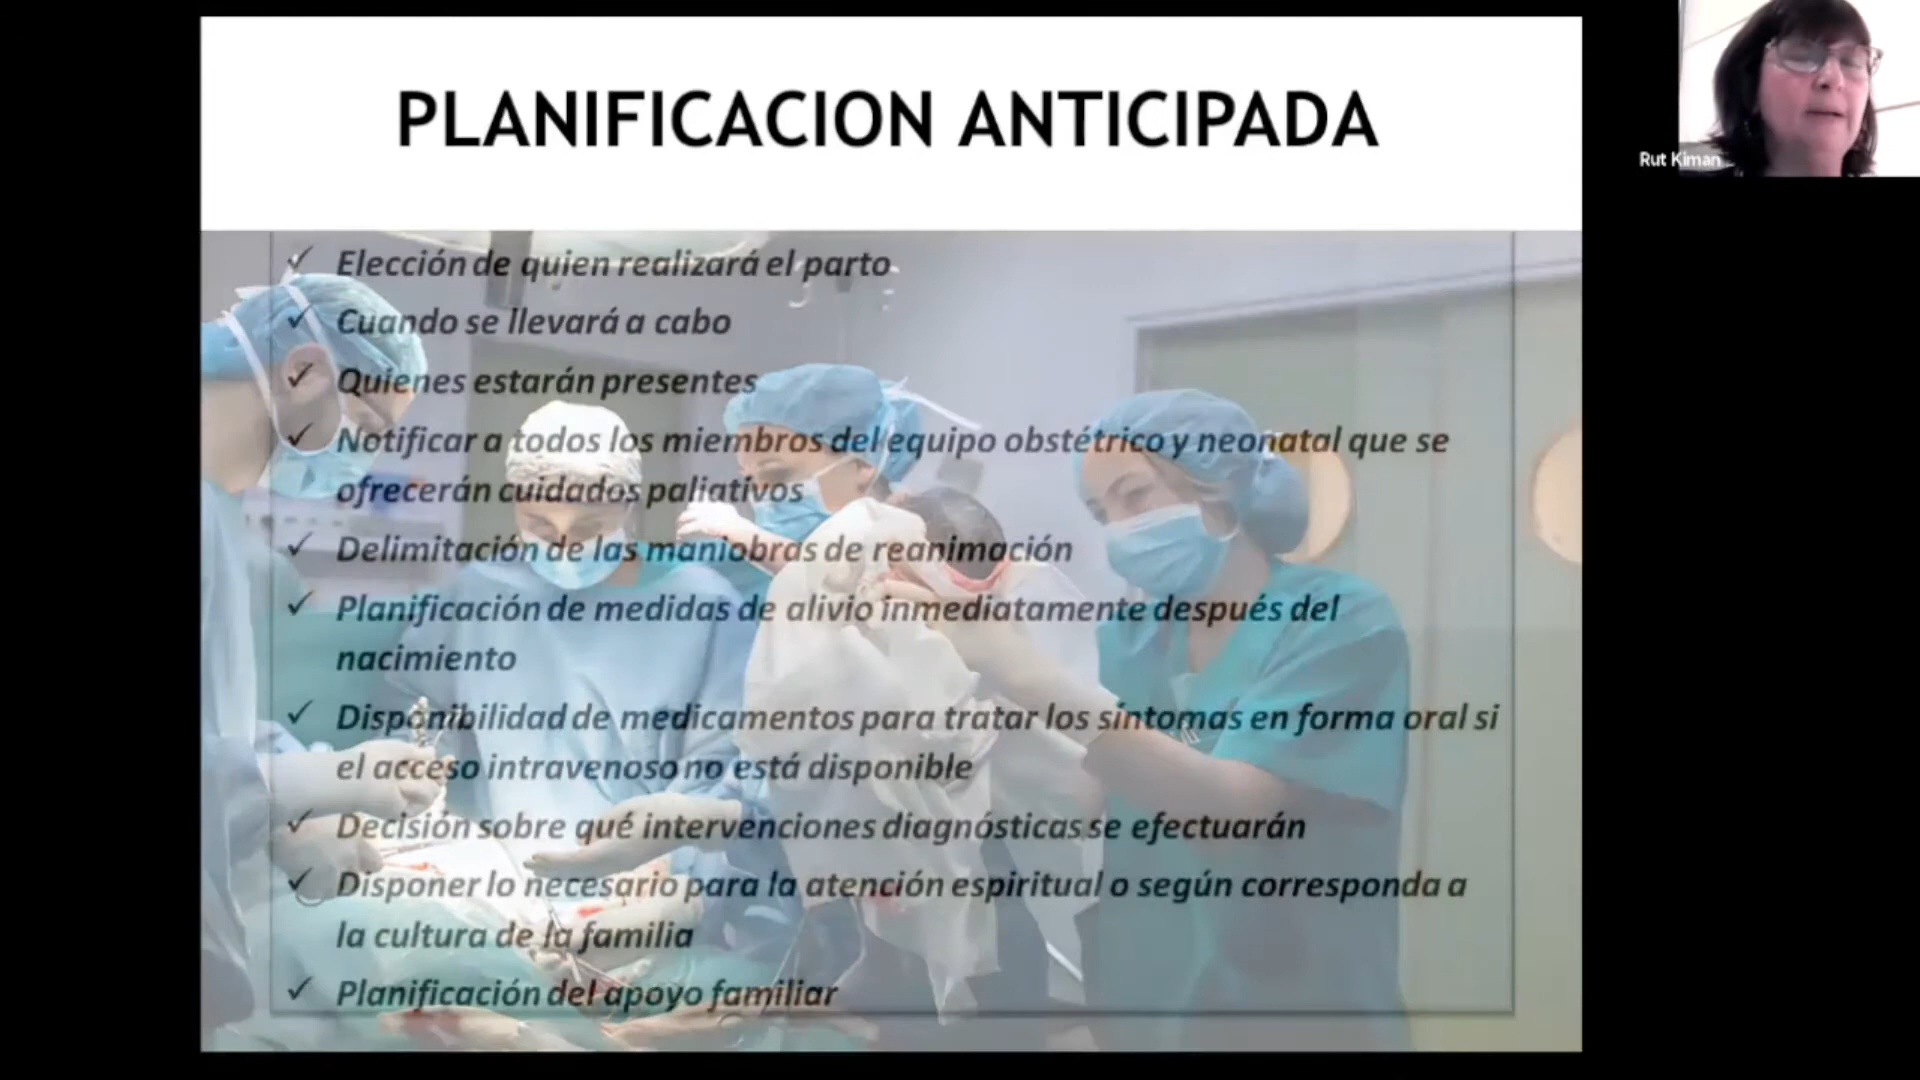 PLANIFICACION ANTICIPADA
Rut Kiman
✓ Elección de quien realizará el parto
✓ Cuando se llevará a cabo
✓ Quienes estarán presentes
✓ Notificar a todos los miembros del equipo obstétrico y neonatal que se
ofrecerán cuidados paliativos
✓ Delimitación de las maniobras de reanimación
✓ Planificación de medidas de alivio inmediatamente después del
nacimiento
✓ Disponibilidad de medicamentos para tratar los síntomas en forma oral si
el acceso intravenoso no está disponible
✓ Decisión sobre qué intervenciones diagnósticas se efectuarán
✓ Disponer lo necesario para la atención espiritual o según corresponda a
la cultura de la familia
✓ Planificación del apoyo familiar